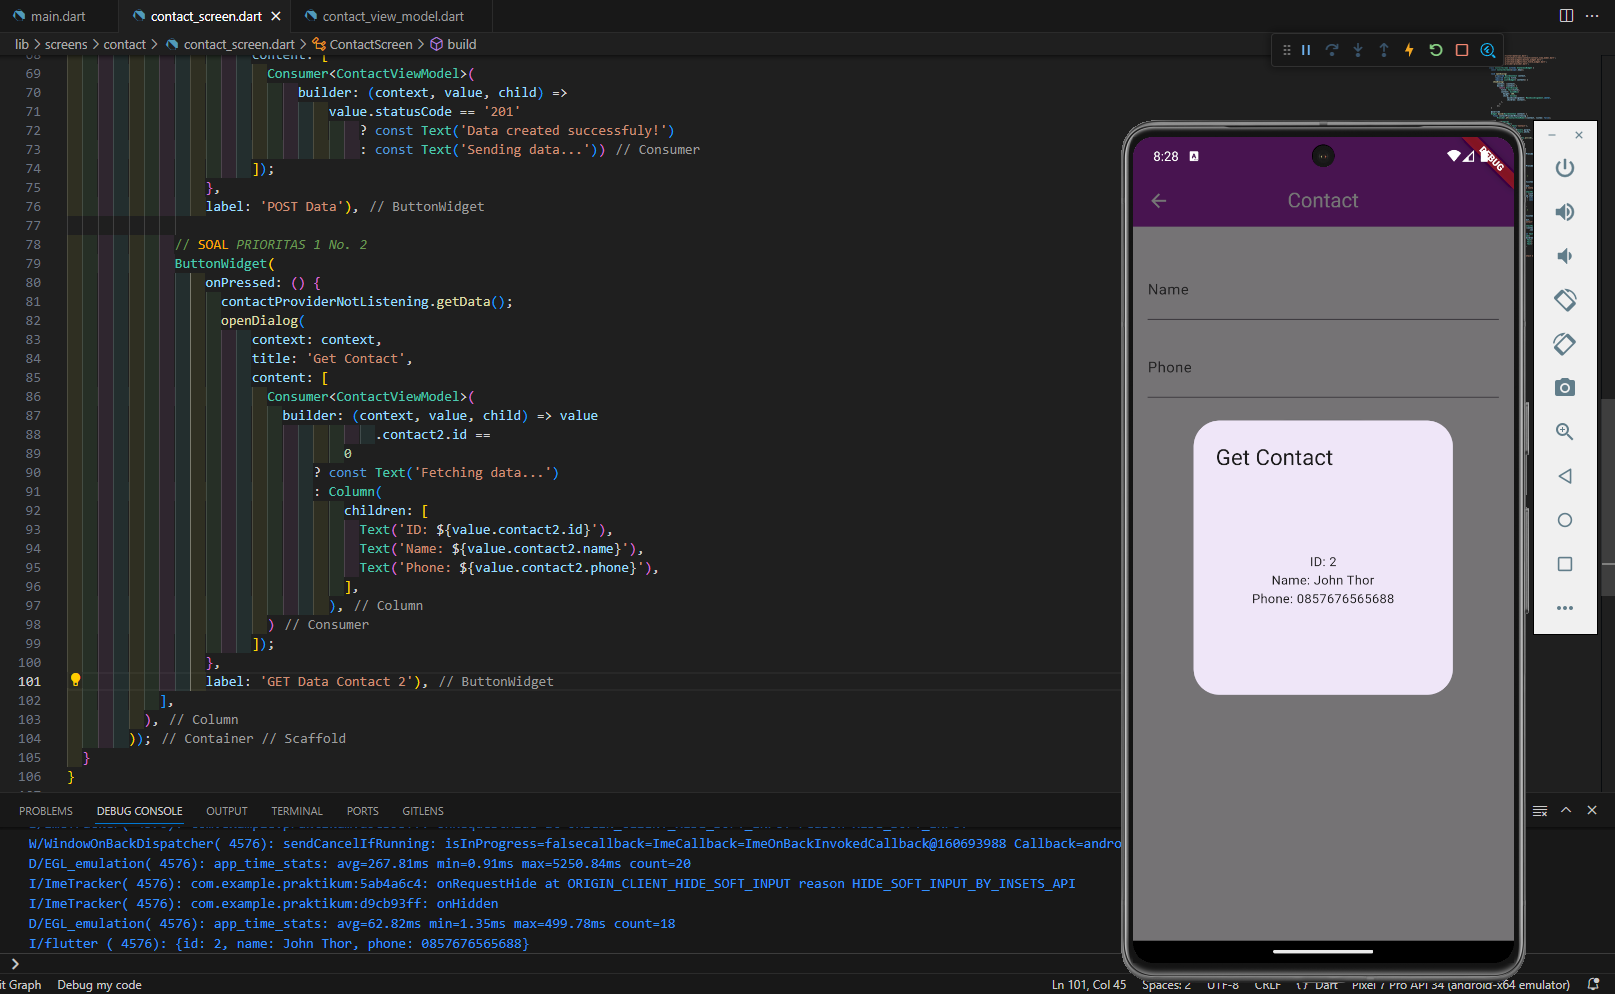 main.dart
contact_screen.dart
contact_view_model.dart
lib > screens > contact > contact_screen.dart > ContactScreen > build
69 Consumer<ContactViewModel>(
70 builder: (context, value, child) =>
71 value.statusCode == '201'
72 ? const Text('Data created successfuly!')
73 : const Text('Sending data...')) // Consumer
74 ]);
75 },
76 label: 'POST Data'), // ButtonWidget
77
78 // SOAL PRIORITAS 1 No. 2
79 ButtonWidget(
80 onPressed: () {
81 contactProviderNotListening.getData();
82 openDialog(
83 context: context,
84 title: 'Get Contact',
85 content: [
86 Consumer<ContactViewModel>(
87 builder: (context, value, child) => value
88 .contact2.id ==
89 0
90 ? const Text('Fetching data...')
91 : Column(
92 children: [
93 Text('ID: ${value.contact2.id}'),
94 Text('Name: ${value.contact2.name}'),
95 Text('Phone: ${value.contact2.phone}'),
96 ],
97 ), // Column
98 ) // Consumer
99 ]);
100 },
101 label: 'GET Data Contact 2'), // ButtonWidget
102 ],
103 ), // Column
104 )); // Container // Scaffold
105 }
106 }
8:28
DEBUG
Contact
Name
Phone
Get Contact
ID: 2
Name: John Thor
Phone: 0857676565688
PROBLEMS DEBUG CONSOLE OUTPUT TERMINAL PORTS GITLENS
W/WindowOnBackDispatcher( 4576): sendCancelIfRunning: isInProgress=falsecallback=ImeCallback=ImeOnBackInvokedCallback@160693988 Callback=andro
D/EGL_emulation( 4576): app_time_stats: avg=267.81ms min=0.91ms max=5250.84ms count=20
I/ImeTracker( 4576): com.example.praktikum:5ab4a6c4: onRequestHide at ORIGIN_CLIENT_HIDE_SOFT_INPUT reason HIDE_SOFT_INPUT_BY_INSETS_API
I/ImeTracker( 4576): com.example.praktikum:d9cb93ff: onHidden
D/EGL_emulation( 4576): app_time_stats: avg=62.82ms min=1.35ms max=499.78ms count=18
I/flutter ( 4576): {id: 2, name: John Thor, phone: 0857676565688}
it Graph Debug my code Ln 101, Col 45 Spaces: 2 UTF-8 CRLF {} Dart Pixel 7 Pro API 34 (android-x64 emulator)